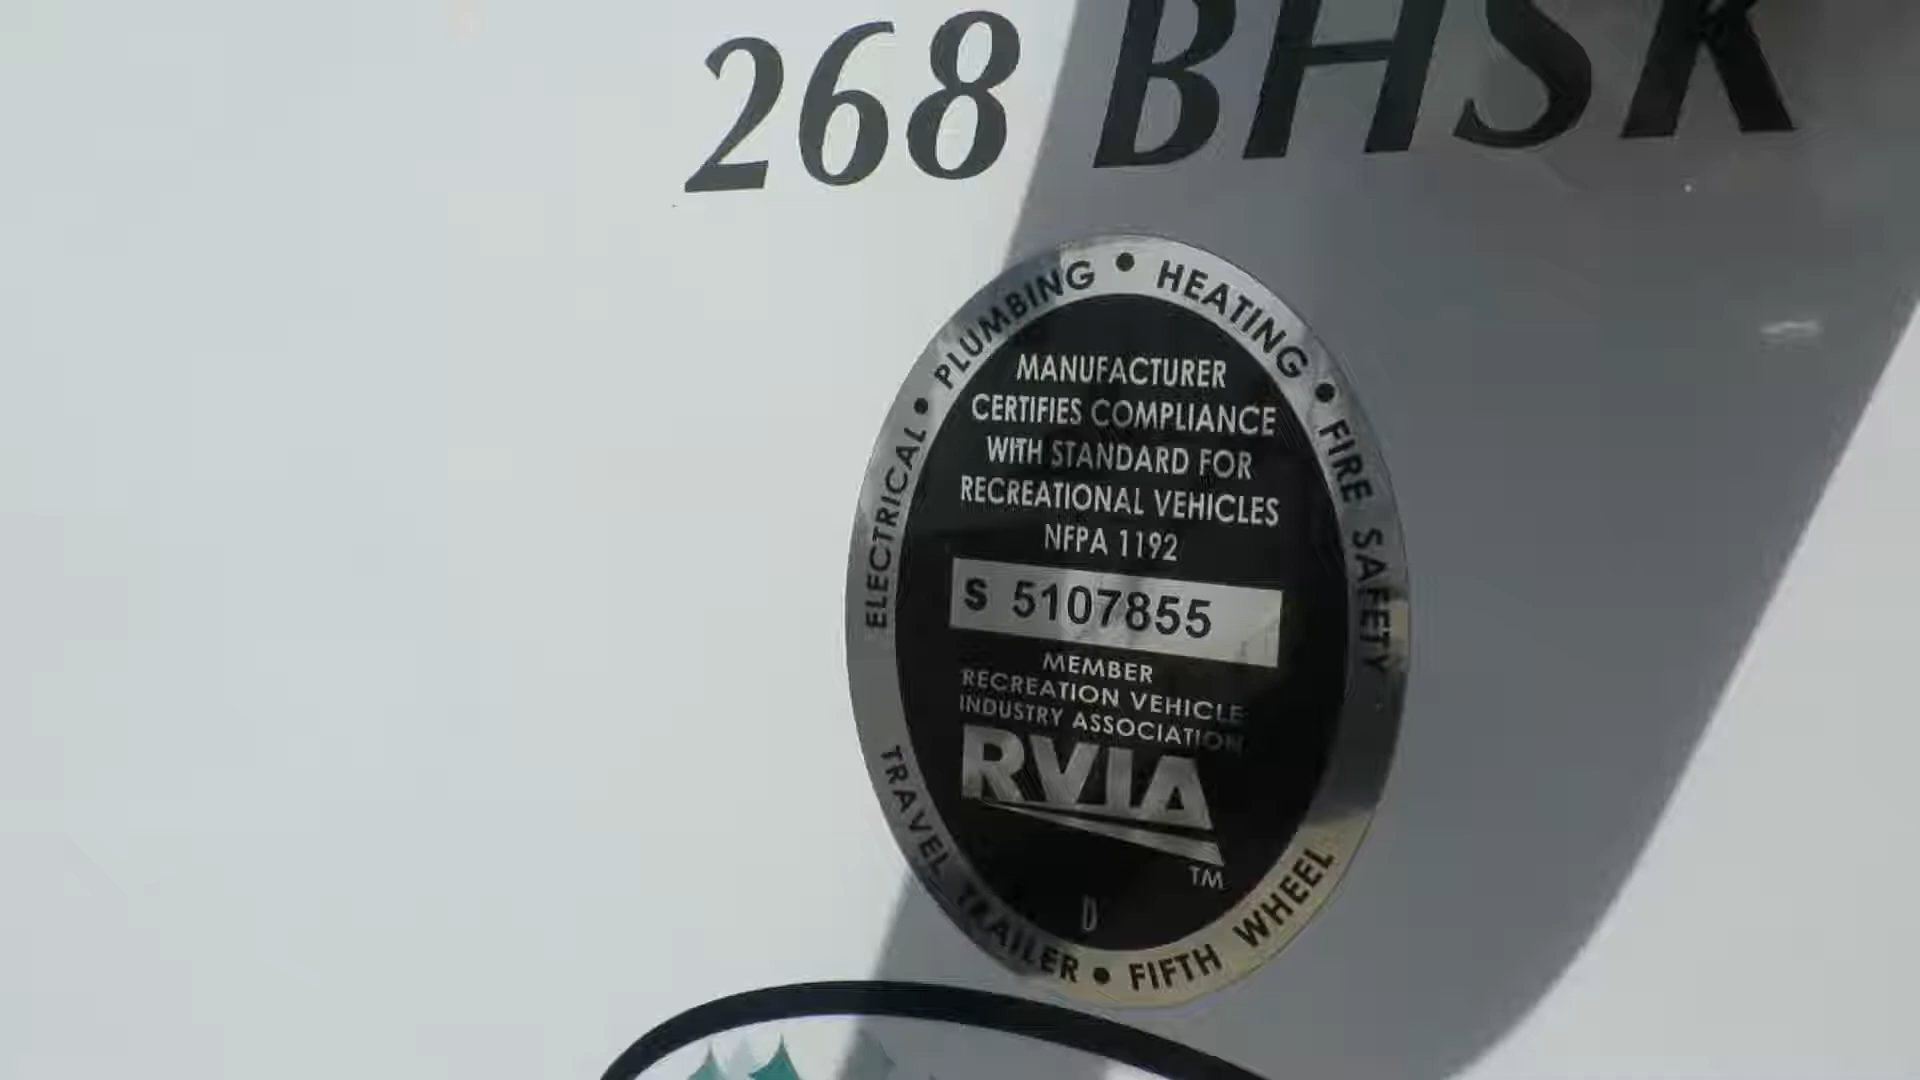 268 BHSK
ELECTRICAL • PLUMBING • HEATING • FIRE SAFETY
MANUFACTURER
CERTIFIES COMPLIANCE
WITH STANDARD FOR
RECREATIONAL VEHICLES
NFPA 1192
S 5107855
MEMBER
RECREATION VEHICLE
INDUSTRY ASSOCIATION
RVIA
TM
D
TRAVEL TRAILER • FIFTH WHEEL